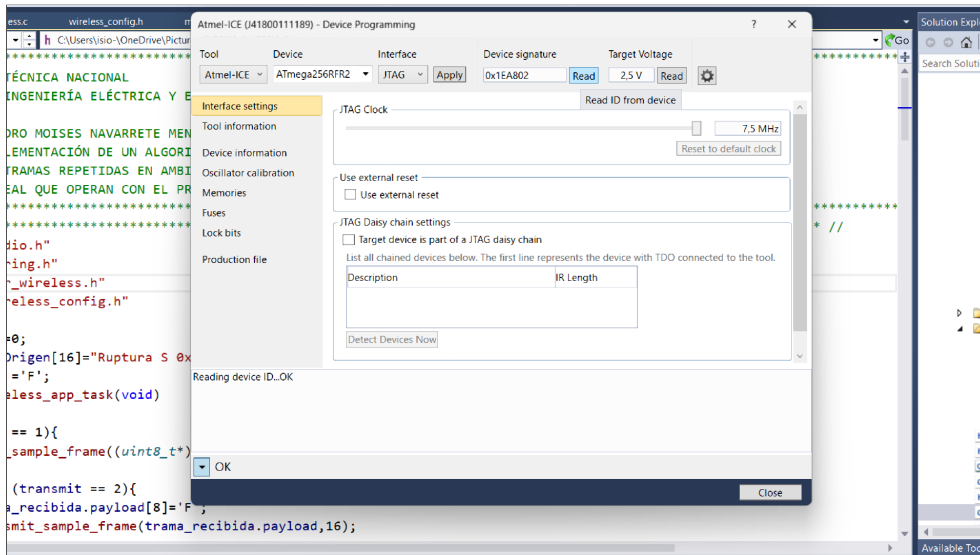 ess.c wireless_config.h
Atmel-ICE (J41800111189) - Device Programming ? ×
Solution Expl
h C:\Users\isio-\OneDrive\Pictur
Go
Tool Device Interface Device signature Target Voltage
Atmel-ICE ATmega256RFR2 JTAG Apply 0x1EA802 Read 2,5 V Read
Search Soluti
Read ID from device
TÉCNICA NACIONAL
INGENIERÍA ELÉCTRICA Y E
DRO MOISES NAVARRETE MEN
LEMENTACIÓN DE UN ALGORI
TRAMAS REPETIDAS EN AMBI
EAL QUE OPERAN CON EL PR
****************************
**************************** * //
dio.h"
ring.h"
r_wireless.h"
reless_config.h"
=0;
Origen[16]="Ruptura S 0x
='F';
eless_app_task(void)
== 1){
_sample_frame((uint8_t*)
(transmit == 2){
a_recibida.payload[8]='F';
smit_sample_frame(trama_recibida.payload,16);
Interface settings
Tool information
Device information
Oscillator calibration
Memories
Fuses
Lock bits
Production file
JTAG Clock
7,5 MHz
Reset to default clock
Use external reset
Use external reset
JTAG Daisy chain settings
Target device is part of a JTAG daisy chain
List all chained devices below. The first line represents the device with TDO connected to the tool.
Description IR Length
Detect Devices Now
Reading device ID...OK
OK
Close
Available Too